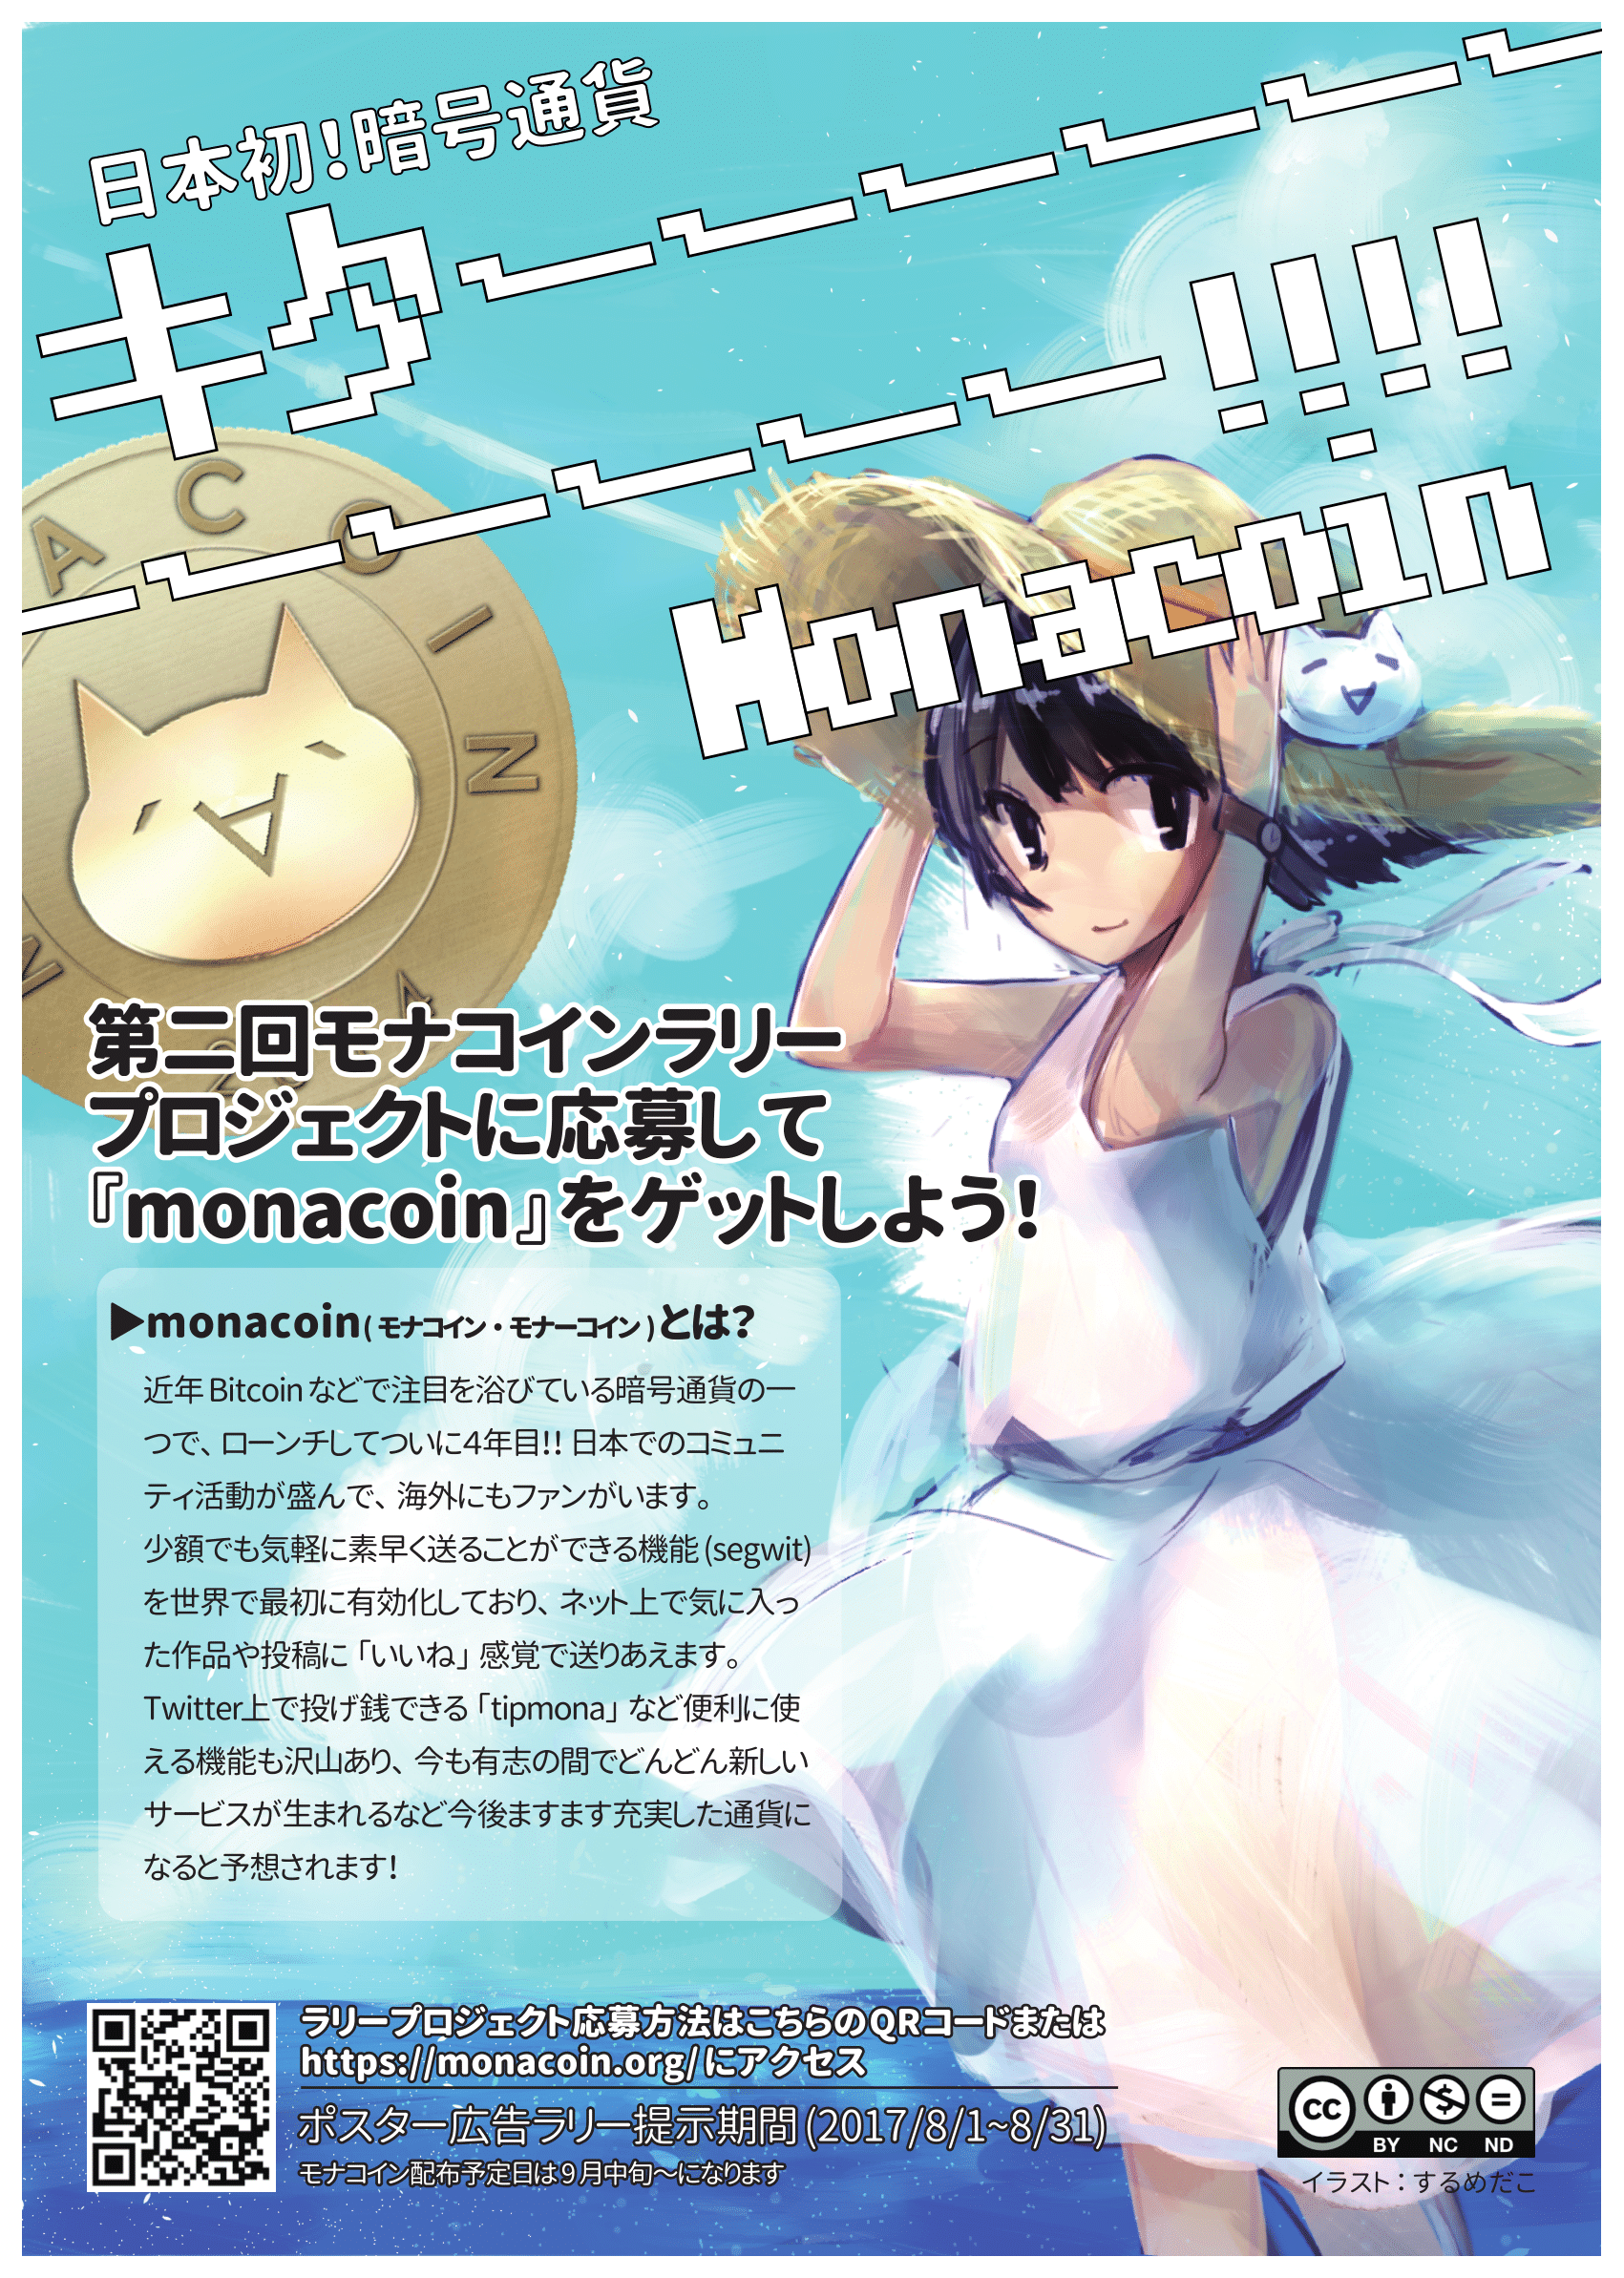 日本初!暗号通貨
キターーーーーー
ーーーーーー!!!!
Monacoin
ACOIN
第二回モナコインラリー
プロジェクトに応募して
『monacoin』をゲットしよう!
▶monacoin(モナコイン・モナーコイン)とは?
近年Bitcoinなどで注目を浴びている暗号通貨の一
つで、ローンチしてついに4年目!!日本でのコミュニ
ティ活動が盛んで、海外にもファンがいます。
少額でも気軽に素早く送ることができる機能(segwit)
を世界で最初に有効化しており、ネット上で気に入っ
た作品や投稿に「いいね」感覚で送りあえます。
Twitter上で投げ銭できる「tipmona」など便利に使
える機能も沢山あり、今も有志の間でどんどん新しい
サービスが生まれるなど今後ますます充実した通貨に
なると予想されます!
ラリープロジェクト応募方法はこちらのQRコードまたは
https://monacoin.org/にアクセス
ポスター広告ラリー提示期間(2017/8/1~8/31)
モナコイン配布予定日は9月中旬~になります
CC BY NC ND
イラスト:するめだこ